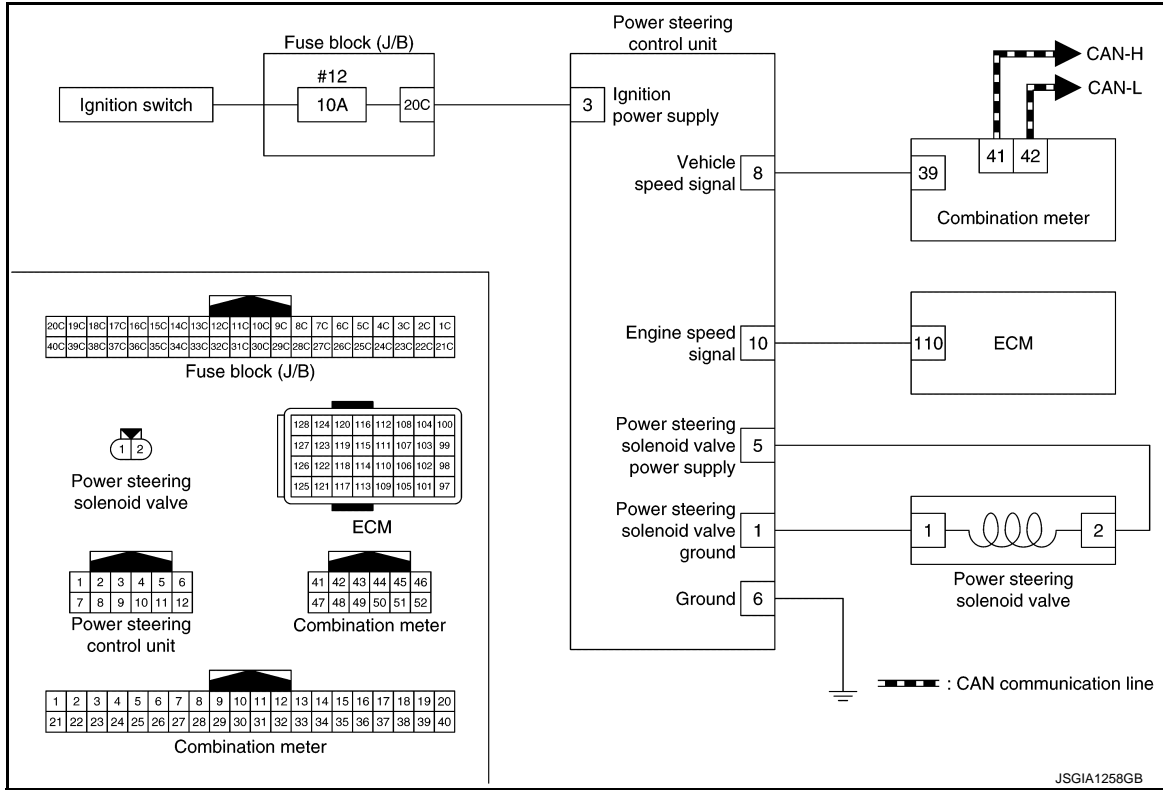 Power steering
control unit
Fuse block (J/B)
#12
10A
20C
Ignition switch
3
Ignition
power supply
CAN-H
CAN-L
41 42
Vehicle
speed signal
8
39
Combination meter
Engine speed
signal
10
110
ECM
Power steering
solenoid valve
power supply
5
Power steering
solenoid valve
ground
1
1
2
Power steering
solenoid valve
Ground
6
: CAN communication line
20C 19C 18C 17C 16C 15C 14C 13C 12C 11C 10C 9C 8C 7C 6C 5C 4C 3C 2C 1C
40C 39C 38C 37C 36C 35C 34C 33C 32C 31C 30C 29C 28C 27C 26C 25C 24C 23C 22C 21C
Fuse block (J/B)
1 2
Power steering
solenoid valve
128 124 120 116 112 108 104 100
127 123 119 115 111 107 103 99
126 122 118 114 110 106 102 98
125 121 117 113 109 105 101 97
ECM
1 2 3 4 5 6
7 8 9 10 11 12
Power steering
control unit
41 42 43 44 45 46
47 48 49 50 51 52
Combination meter
1 2 3 4 5 6 7 8 9 10 11 12 13 14 15 16 17 18 19 20
21 22 23 24 25 26 27 28 29 30 31 32 33 34 35 36 37 38 39 40
Combination meter
JSGIA1258GB